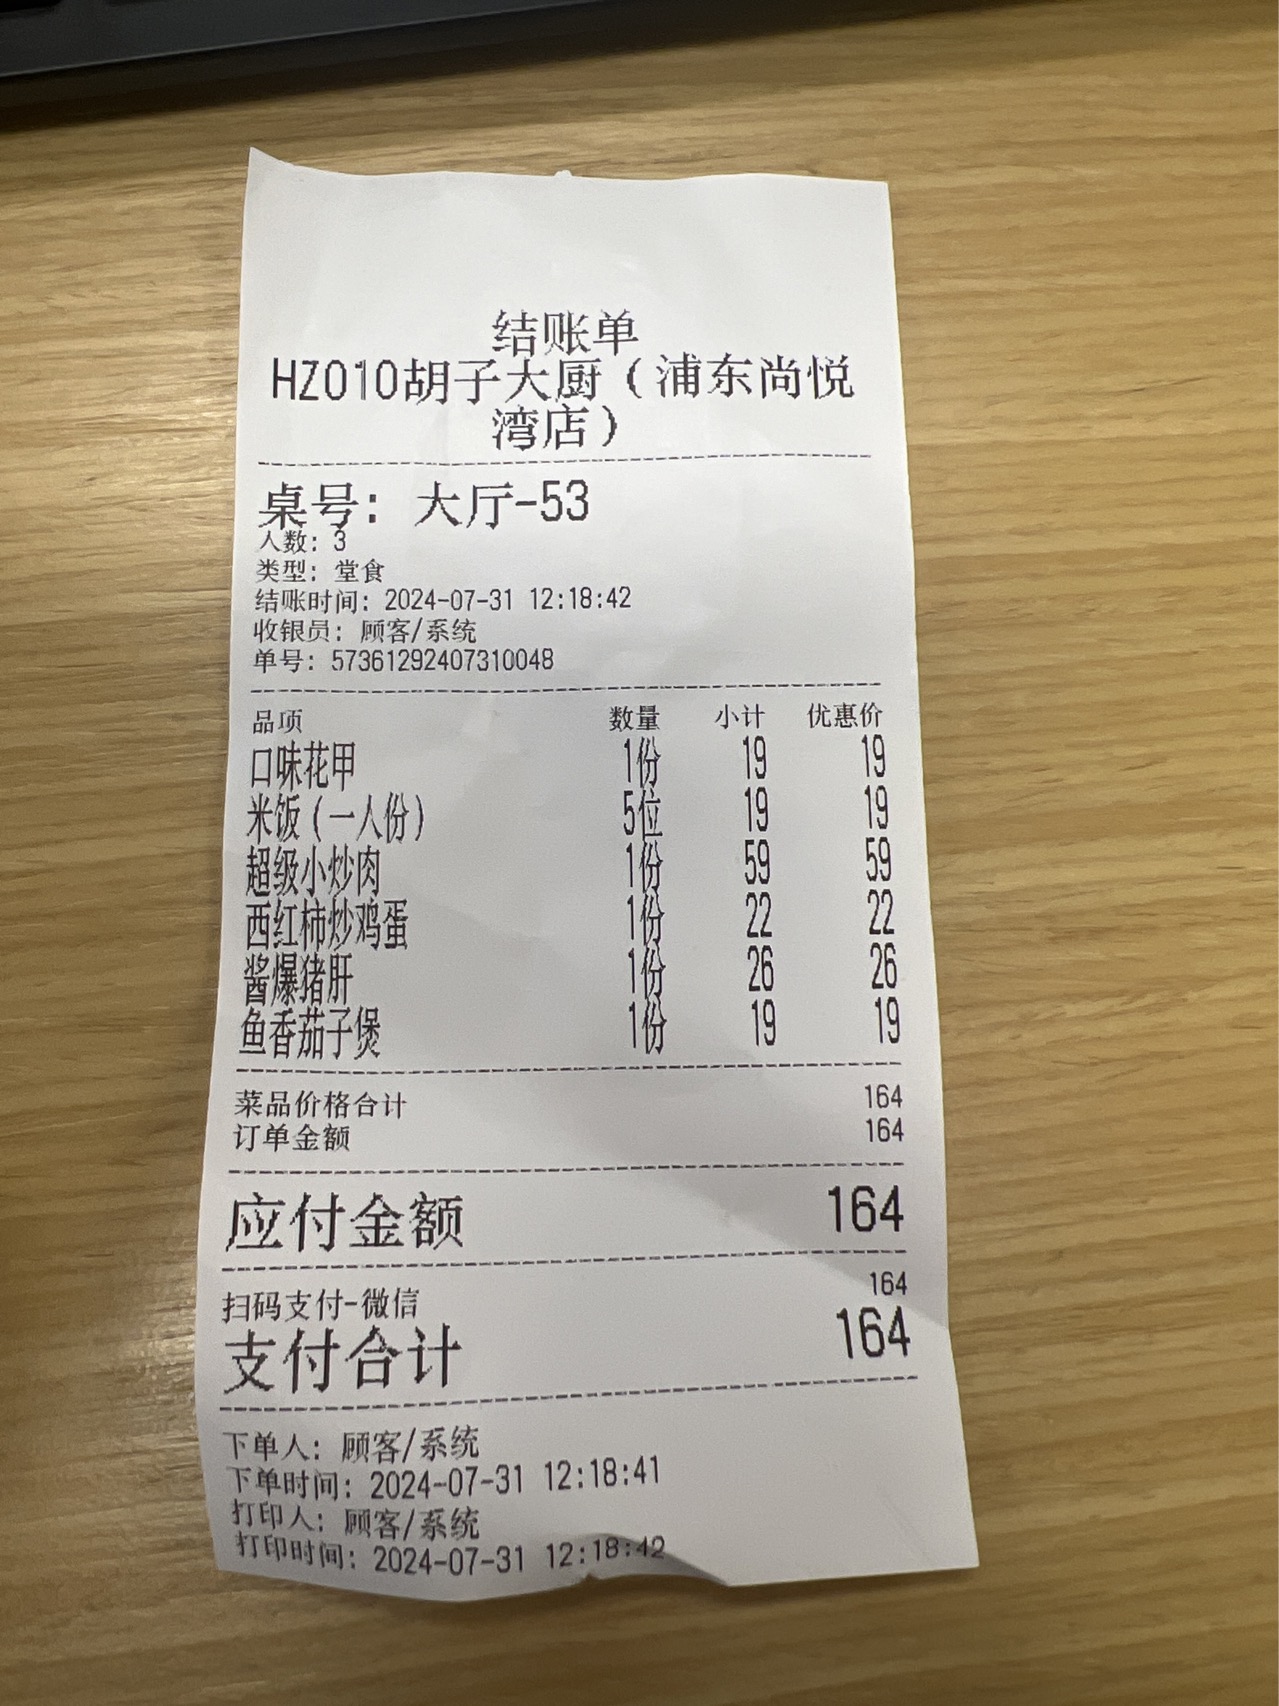 结账单
HZ010胡子大厨（浦东尚悦
湾店）
桌号: 大厅-53
人数: 3
类型: 堂食
结账时间: 2024-07-31 12:18:42
收银员: 顾客/系统
单号: 57361292407310048
品项 数量 小计 优惠价
口味花甲 1份 19 19
米饭(一人份) 5位 19 19
超级小炒肉 1份 59 59
西红柿炒鸡蛋 1份 22 22
酱爆猪肝 1份 26 26
鱼香茄子煲 1份 19 19
菜品价格合计 164
订单金额 164
应付金额 164
扫码支付-微信 164
支付合计 164
下单人: 顾客/系统
下单时间: 2024-07-31 12:18:41
打印人: 顾客/系统
打印时间: 2024-07-31 12:18:42